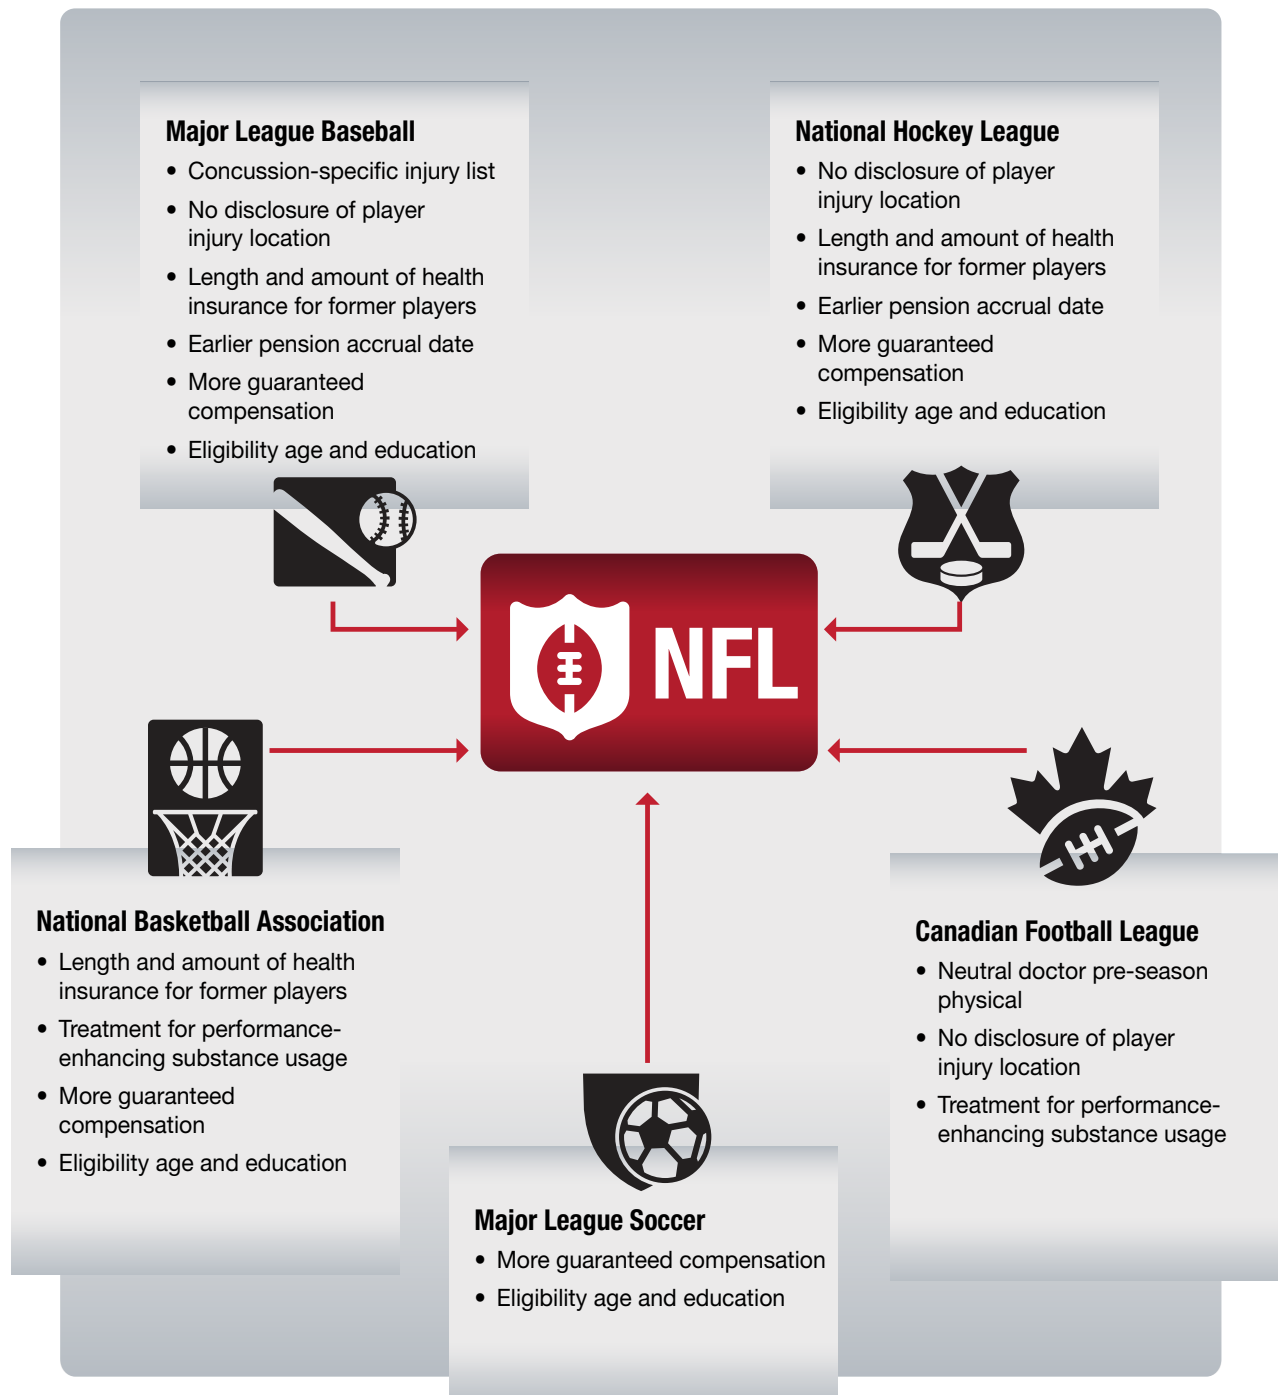 Major League Baseball
• Concussion-specific injury list
• No disclosure of player
injury location
• Length and amount of health
insurance for former players
• Earlier pension accrual date
• More guaranteed
compensation
• Eligibility age and education
National Hockey League
• No disclosure of player
injury location
• Length and amount of health
insurance for former players
• Earlier pension accrual date
• More guaranteed
compensation
• Eligibility age and education
NFL
National Basketball Association
• Length and amount of health
insurance for former players
• Treatment for performance-
enhancing substance usage
• More guaranteed
compensation
• Eligibility age and education
Canadian Football League
• Neutral doctor pre-season
physical
• No disclosure of player
injury location
• Treatment for performance-
enhancing substance usage
Major League Soccer
• More guaranteed compensation
• Eligibility age and education